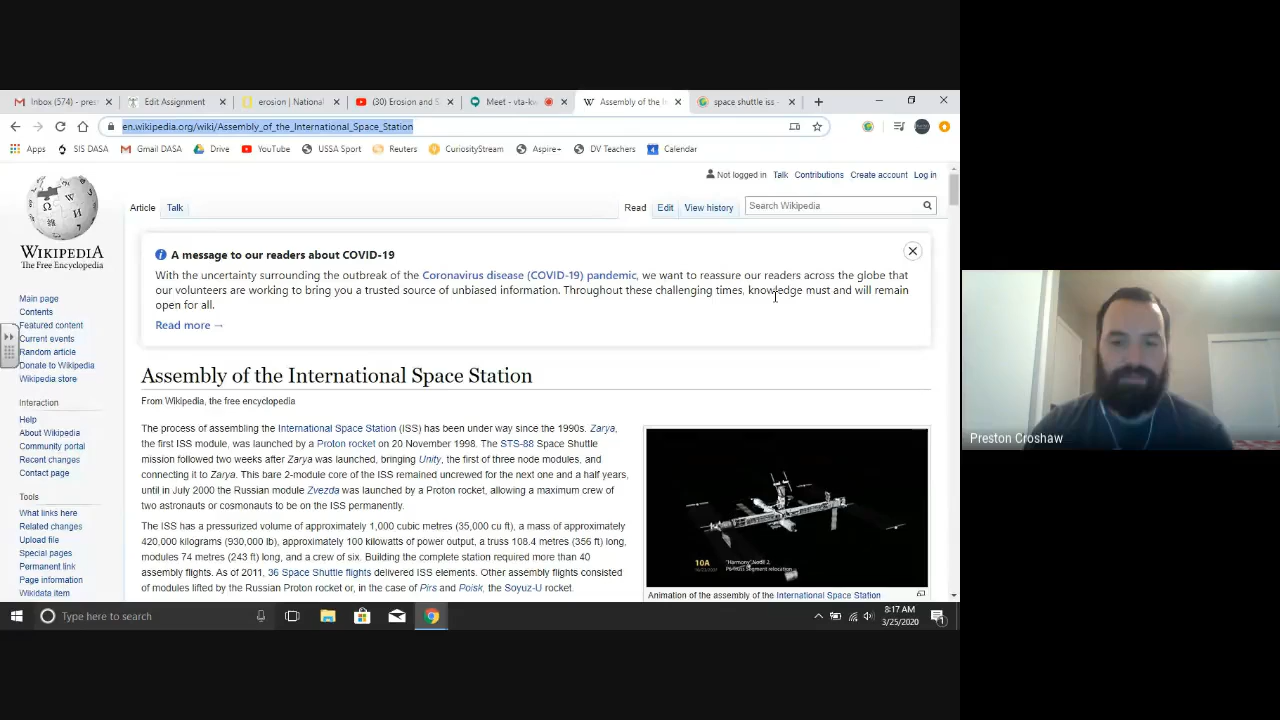 Inbox (574) - pres
Edit Assignment
erosion | National
(30) Erosion and S
Meet - vta-k
Assembly of the I
space shuttle iss -
en.wikipedia.org/wiki/Assembly_of_the_International_Space_Station
Apps
SIS DASA
Gmail DASA
Drive
YouTube
USSA Sport
Reuters
CuriosityStream
Aspire+
DV Teachers
Calendar
Not logged in Talk Contributions Create account Log in
Article Talk
Read Edit View history
Search Wikipedia
WIKIPEDIA
The Free Encyclopedia
Main page
Contents
Featured content
Current events
Random article
Donate to Wikipedia
Wikipedia store
Interaction
Help
About Wikipedia
Community portal
Recent changes
Contact page
Tools
What links here
Related changes
Upload file
Special pages
Permanent link
Page information
Wikidata item
A message to our readers about COVID-19
With the uncertainty surrounding the outbreak of the Coronavirus disease (COVID-19) pandemic, we want to reassure our readers across the globe that
our volunteers are working to bring you a trusted source of unbiased information. Throughout these challenging times, knowledge must and will remain
open for all.
Read more →
Assembly of the International Space Station
From Wikipedia, the free encyclopedia
The process of assembling the International Space Station (ISS) has been under way since the 1990s. Zarya,
the first ISS module, was launched by a Proton rocket on 20 November 1998. The STS-88 Space Shuttle
mission followed two weeks after Zarya was launched, bringing Unity, the first of three node modules, and
connecting it to Zarya. This bare 2-module core of the ISS remained uncrewed for the next one and a half years,
until in July 2000 the Russian module Zvezda was launched by a Proton rocket, allowing a maximum crew of
two astronauts or cosmonauts to be on the ISS permanently.
The ISS has a pressurized volume of approximately 1,000 cubic metres (35,000 cu ft), a mass of approximately
420,000 kilograms (930,000 lb), approximately 100 kilowatts of power output, a truss 108.4 metres (356 ft) long,
modules 74 metres (243 ft) long, and a crew of six. Building the complete station required more than 40
assembly flights. As of 2011, 36 Space Shuttle flights delivered ISS elements. Other assembly flights consisted
of modules lifted by the Russian Proton rocket or, in the case of Pirs and Poisk, the Soyuz-U rocket.
10A
"Harmony" Node 2
P6 truss segment relocation
Animation of the assembly of the International Space Station
Type here to search
8:17 AM
3/25/2020
Preston Croshaw